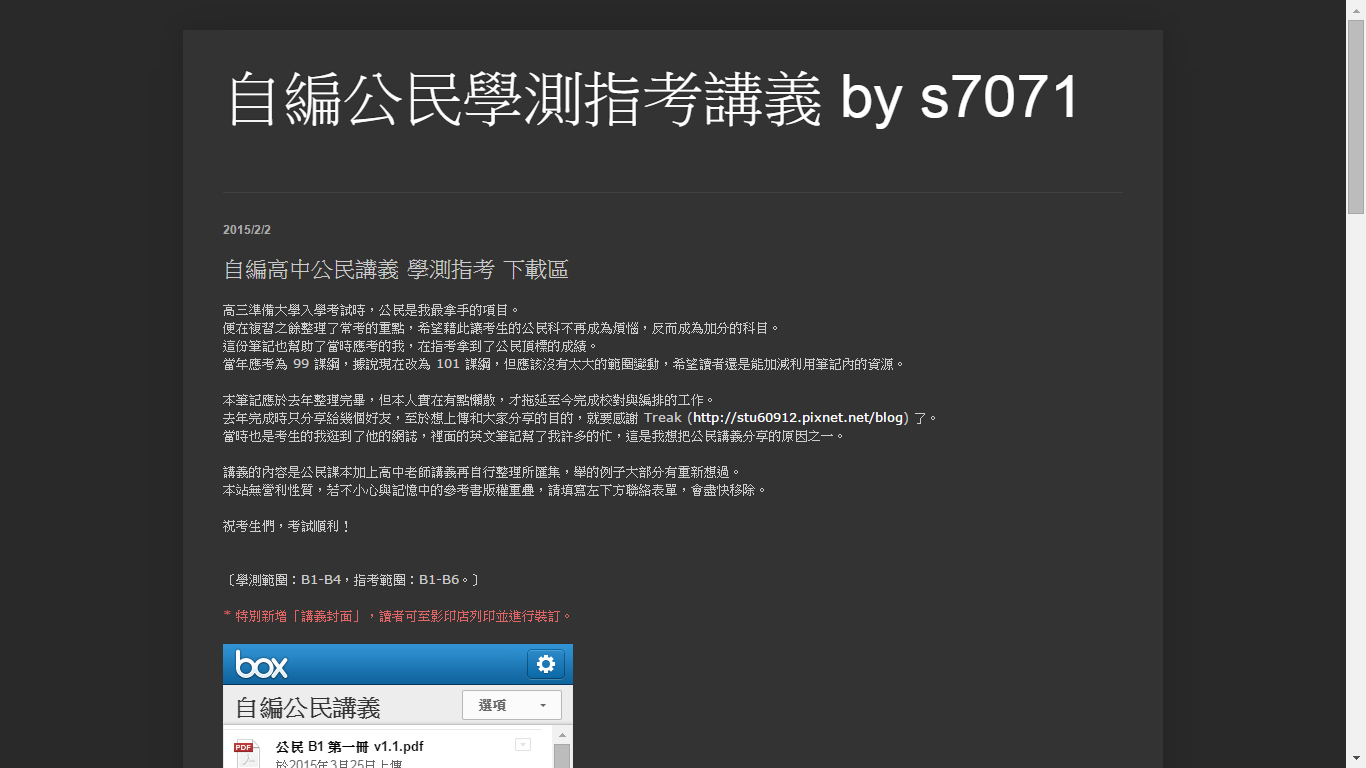 自編公民學測指考講義 by s7071
2015/2/2
自編高中公民講義 學測指考 下載區
高三準備大學入學考試時，公民是我最拿手的項目。
便在複習之餘整理了常考的重點，希望藉此讓考生的公民科不再成為煩惱，反而成為加分的科目。
這份筆記也幫助了當時應考的我，在指考拿到了公民頂標的成績。
當年應考為 99 課綱，據說現在改為 101 課綱，但應該沒有太大的範圍變動，希望讀者還是能加減利用筆記內的資源。
本筆記應於去年整理完畢，但本人實在有點懶散，才拖延至今完成校對與編排的工作。
去年完成時只分享給幾個好友，至於想上傳和大家分享的目的，就要感謝 Treak (http://stu60912.pixnet.net/blog) 了。
當時也是考生的我逛到了他的網誌，裡面的英文筆記幫了我許多的忙，這是我想把公民講義分享的原因之一。
講義的內容是公民課本加上高中老師講義再自行整理所匯集，舉的例子大部分有重新想過。
本站無營利性質，若不小心與記憶中的參考書版權重疊，請填寫左下方聯絡表單，會盡快移除。
祝考生們，考試順利！
〔學測範圍：B1-B4，指考範圍：B1-B6。〕
* 特別新增「講義封面」，讀者可至影印店列印並進行裝訂。
box
自編公民講義
選項
PDF
公民 B1 第一冊 v1.1.pdf
於2015年3月25日上傳